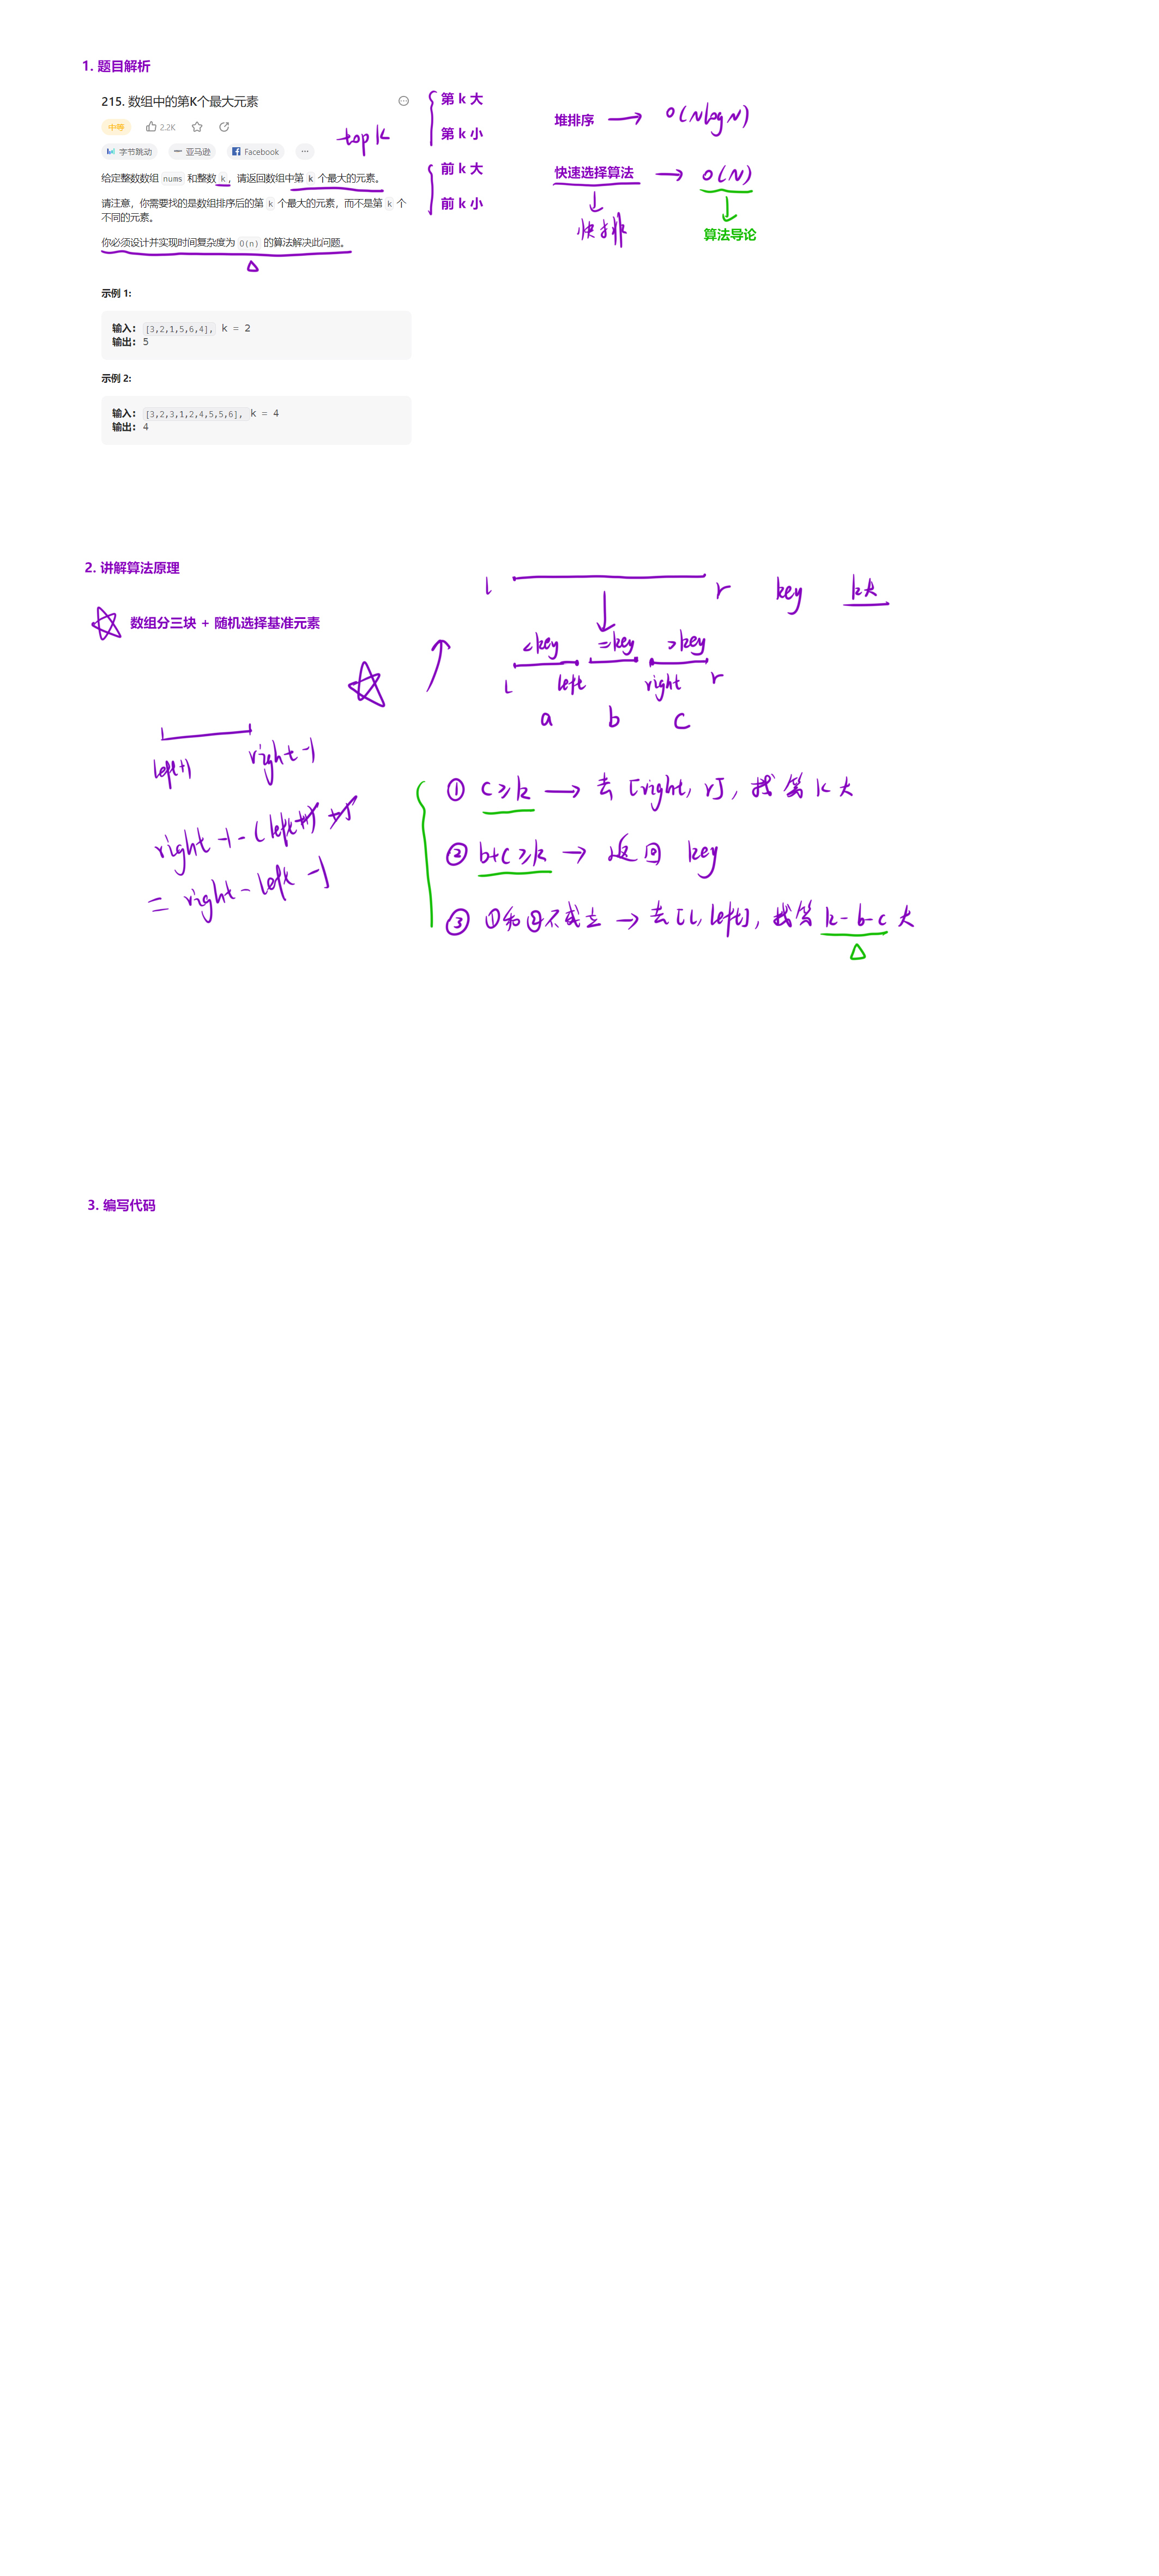 1. 题目解析
215. 数组中的第K个最大元素
中等 2.2K
字节跳动 亚马逊 Facebook ...
top K
给定整数数组 nums 和整数 k，请返回数组中第 k 个最大的元素。
请注意，你需要找的是数组排序后的第 k 个最大的元素，而不是第 k 个
不同的元素。
你必须设计并实现时间复杂度为 O(n) 的算法解决此问题。
示例 1:
输入: [3,2,1,5,6,4], k = 2
输出: 5
示例 2:
输入: [3,2,3,1,2,4,5,5,6], k = 4
输出: 4
第 k 大
第 k 小
前 k 大
前 k 小
堆排序 → O(NlogN)
快速选择算法 → O(N)
快排
算法导论
2. 讲解算法原理
数组分三块 + 随机选择基准元素
l r key k大
<key =key >key
l left right r
a b c
left+1 right-1
right-1-(left+1)+1
= right-left-1
① c≥k → 去 [right, r], 找第 k 大
② b+c≥k → 返回 key
③ ①和②不成立 → 去 [l, left], 找第 k-b-c 大
3. 编写代码